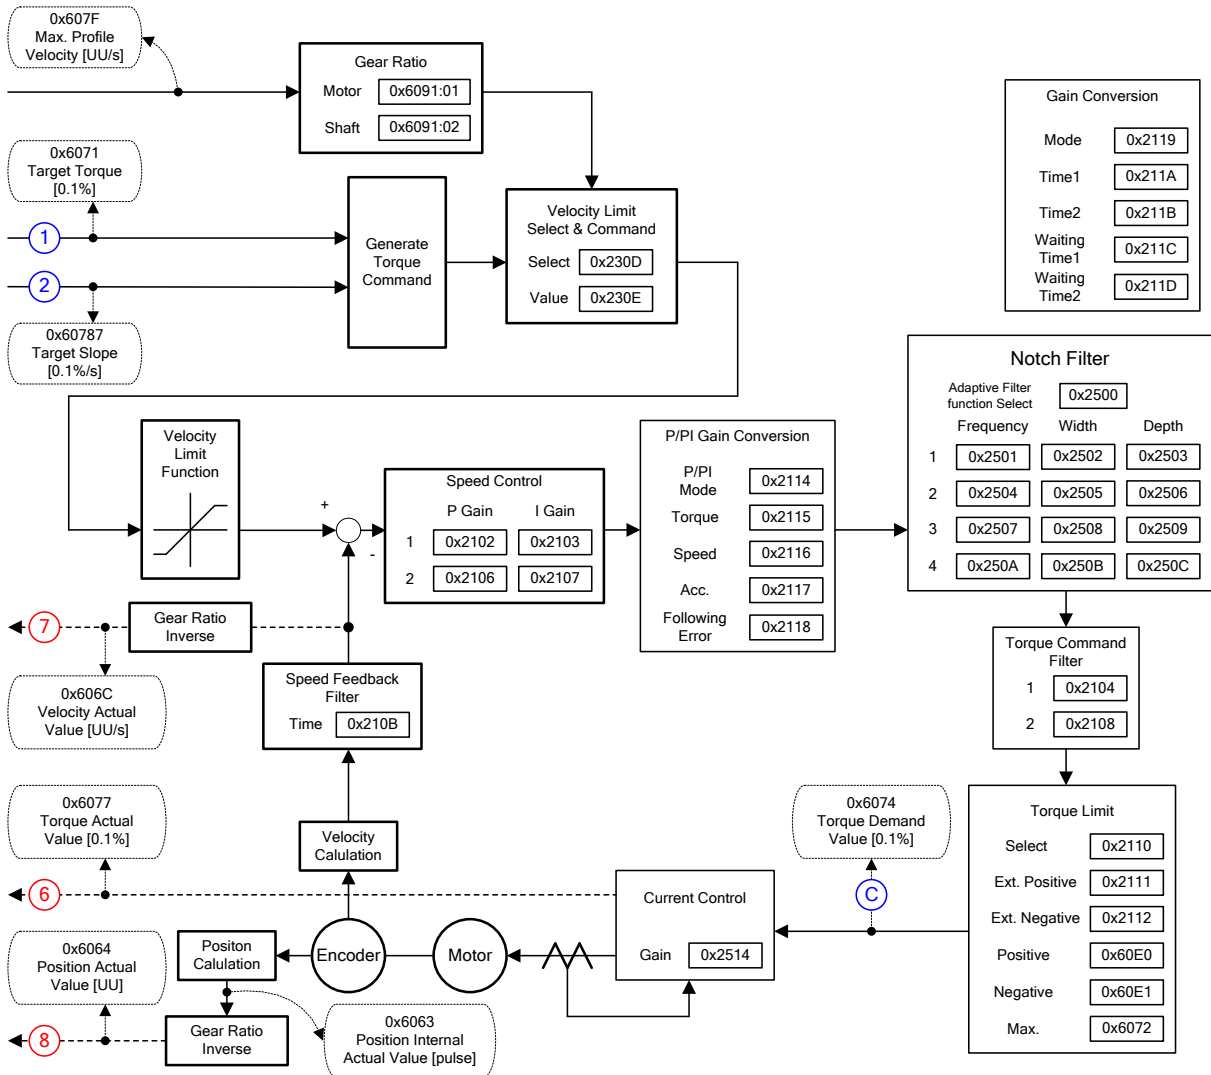 0x607F
Max. Profile
Velocity [UU/s]
Gear Ratio
Motor 0x6091:01
Shaft 0x6091:02
Gain Conversion
Mode 0x2119
Time1 0x211A
Time2 0x211B
Waiting
Time1 0x211C
Waiting
Time2 0x211D
0x6071
Target Torque
[0.1%]
1
2
0x60787
Target Slope
[0.1%/s]
Generate
Torque
Command
Velocity Limit
Select & Command
Select 0x230D
Value 0x230E
Velocity
Limit
Function
+
-
Speed Control
P Gain I Gain
1 0x2102 0x2103
2 0x2106 0x2107
P/PI Gain Conversion
P/PI
Mode 0x2114
Torque 0x2115
Speed 0x2116
Acc. 0x2117
Following
Error 0x2118
Notch Filter
Adaptive Filter
function Select 0x2500
Frequency Width Depth
1 0x2501 0x2502 0x2503
2 0x2504 0x2505 0x2506
3 0x2507 0x2508 0x2509
4 0x250A 0x250B 0x250C
7
Gear Ratio
Inverse
0x606C
Velocity Actual
Value [UU/s]
Speed Feedback
Filter
Time 0x210B
Torque Command
Filter
1 0x2104
2 0x2108
0x6077
Torque Actual
Value [0.1%]
Velocity
Calulation
6
0x6074
Torque Demand
Value [0.1%]
C
Torque Limit
Select 0x2110
Ext. Positive 0x2111
Ext. Negative 0x2112
Positive 0x60E0
Negative 0x60E1
Max. 0x6072
Current Control
Gain 0x2514
Motor
Encoder
Positon
Calulation
0x6064
Position Actual
Value [UU]
8
Gear Ratio
Inverse
0x6063
Position Internal
Actual Value [pulse]